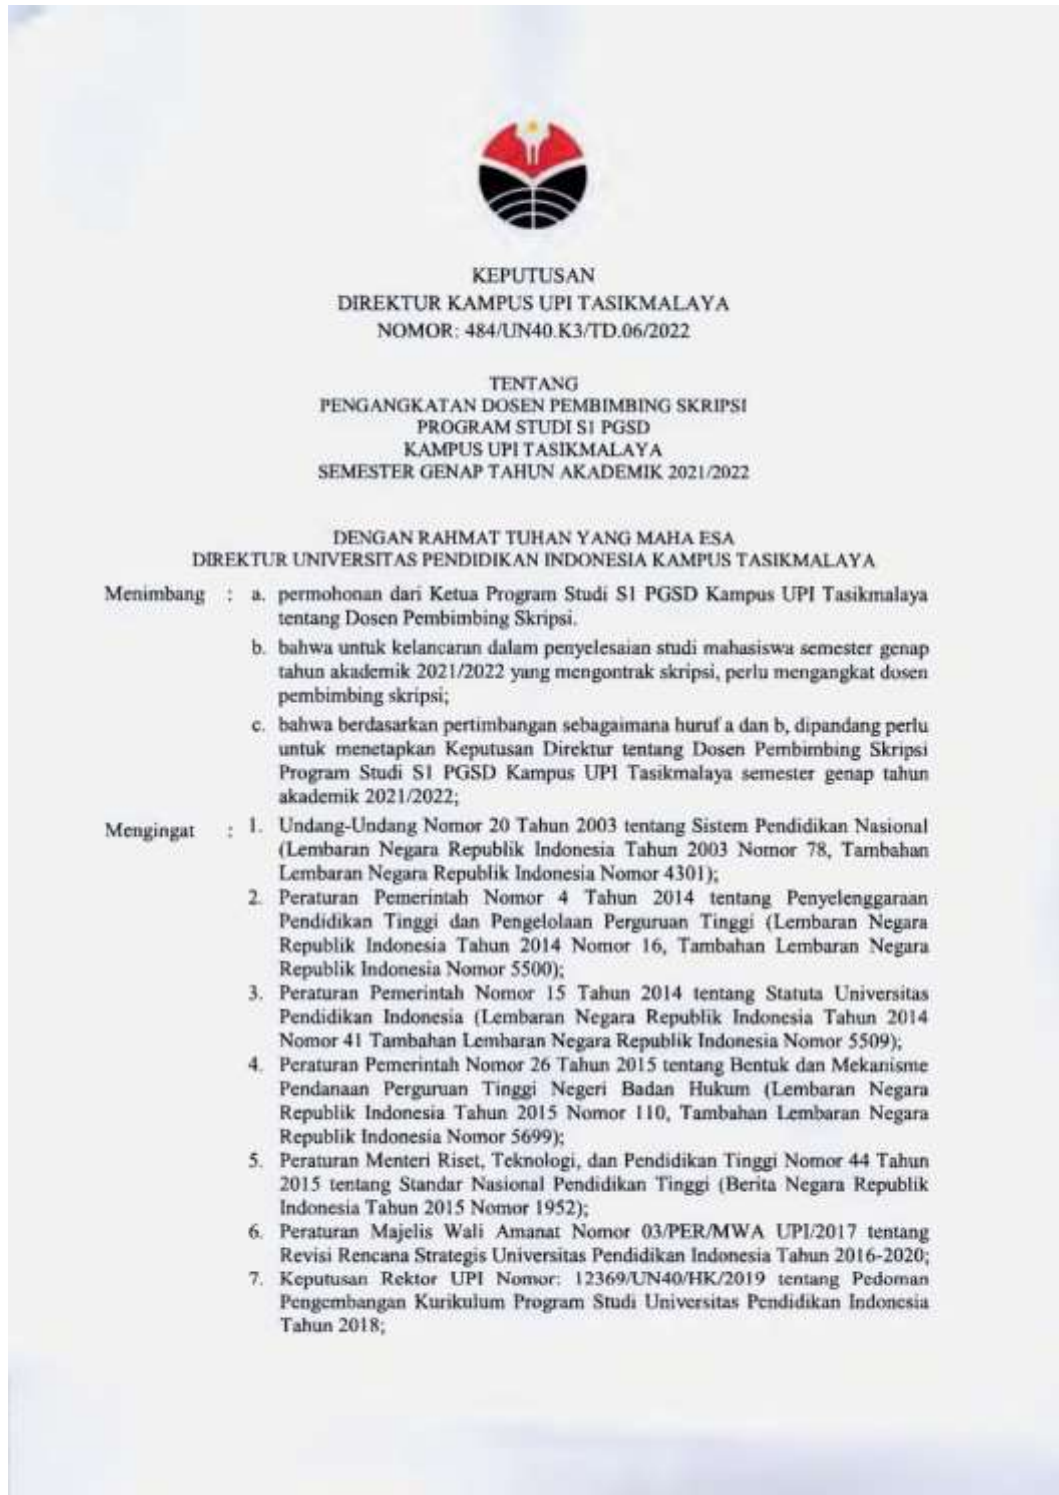 KEPUTUSAN
DIREKTUR KAMPUS UPI TASIKMALAYA
NOMOR: 484/UN40.K3/TD.06/2022
TENTANG
PENGANGKATAN DOSEN PEMBIMBING SKRIPSI
PROGRAM STUDI S1 PGSD
KAMPUS UPI TASIKMALAYA
SEMESTER GENAP TAHUN AKADEMIK 2021/2022
DENGAN RAHMAT TUHAN YANG MAHA ESA
DIREKTUR UNIVERSITAS PENDIDIKAN INDONESIA KAMPUS TASIKMALAYA
Menimbang : a. permohonan dari Ketua Program Studi S1 PGSD Kampus UPI Tasikmalaya
tentang Dosen Pembimbing Skripsi.
b. bahwa untuk kelancaran dalam penyelesaian studi mahasiswa semester genap
tahun akademik 2021/2022 yang mengontrak skripsi, perlu mengangkat dosen
pembimbing skripsi;
c. bahwa berdasarkan pertimbangan sebagaimana huruf a dan b, dipandang perlu
untuk menetapkan Keputusan Direktur tentang Dosen Pembimbing Skripsi
Program Studi S1 PGSD Kampus UPI Tasikmalaya semester genap tahun
akademik 2021/2022;
Mengingat : 1. Undang-Undang Nomor 20 Tahun 2003 tentang Sistem Pendidikan Nasional
(Lembaran Negara Republik Indonesia Tahun 2003 Nomor 78, Tambahan
Lembaran Negara Republik Indonesia Nomor 4301);
2. Peraturan Pemerintah Nomor 4 Tahun 2014 tentang Penyelenggaraan
Pendidikan Tinggi dan Pengelolaan Perguruan Tinggi (Lembaran Negara
Republik Indonesia Tahun 2014 Nomor 16, Tambahan Lembaran Negara
Republik Indonesia Nomor 5500);
3. Peraturan Pemerintah Nomor 15 Tahun 2014 tentang Statuta Universitas
Pendidikan Indonesia (Lembaran Negara Republik Indonesia Tahun 2014
Nomor 41 Tambahan Lembaran Negara Republik Indonesia Nomor 5509);
4. Peraturan Pemerintah Nomor 26 Tahun 2015 tentang Bentuk dan Mekanisme
Pendanaan Perguruan Tinggi Negeri Badan Hukum (Lembaran Negara
Republik Indonesia Tahun 2015 Nomor 110, Tambahan Lembaran Negara
Republik Indonesia Nomor 5699);
5. Peraturan Menteri Riset, Teknologi, dan Pendidikan Tinggi Nomor 44 Tahun
2015 tentang Standar Nasional Pendidikan Tinggi (Berita Negara Republik
Indonesia Tahun 2015 Nomor 1952);
6. Peraturan Majelis Wali Amanat Nomor 03/PER/MWA UPI/2017 tentang
Revisi Rencana Strategis Universitas Pendidikan Indonesia Tahun 2016-2020;
7. Keputusan Rektor UPI Nomor: 12369/UN40/HK/2019 tentang Pedoman
Pengembangan Kurikulum Program Studi Universitas Pendidikan Indonesia
Tahun 2018;